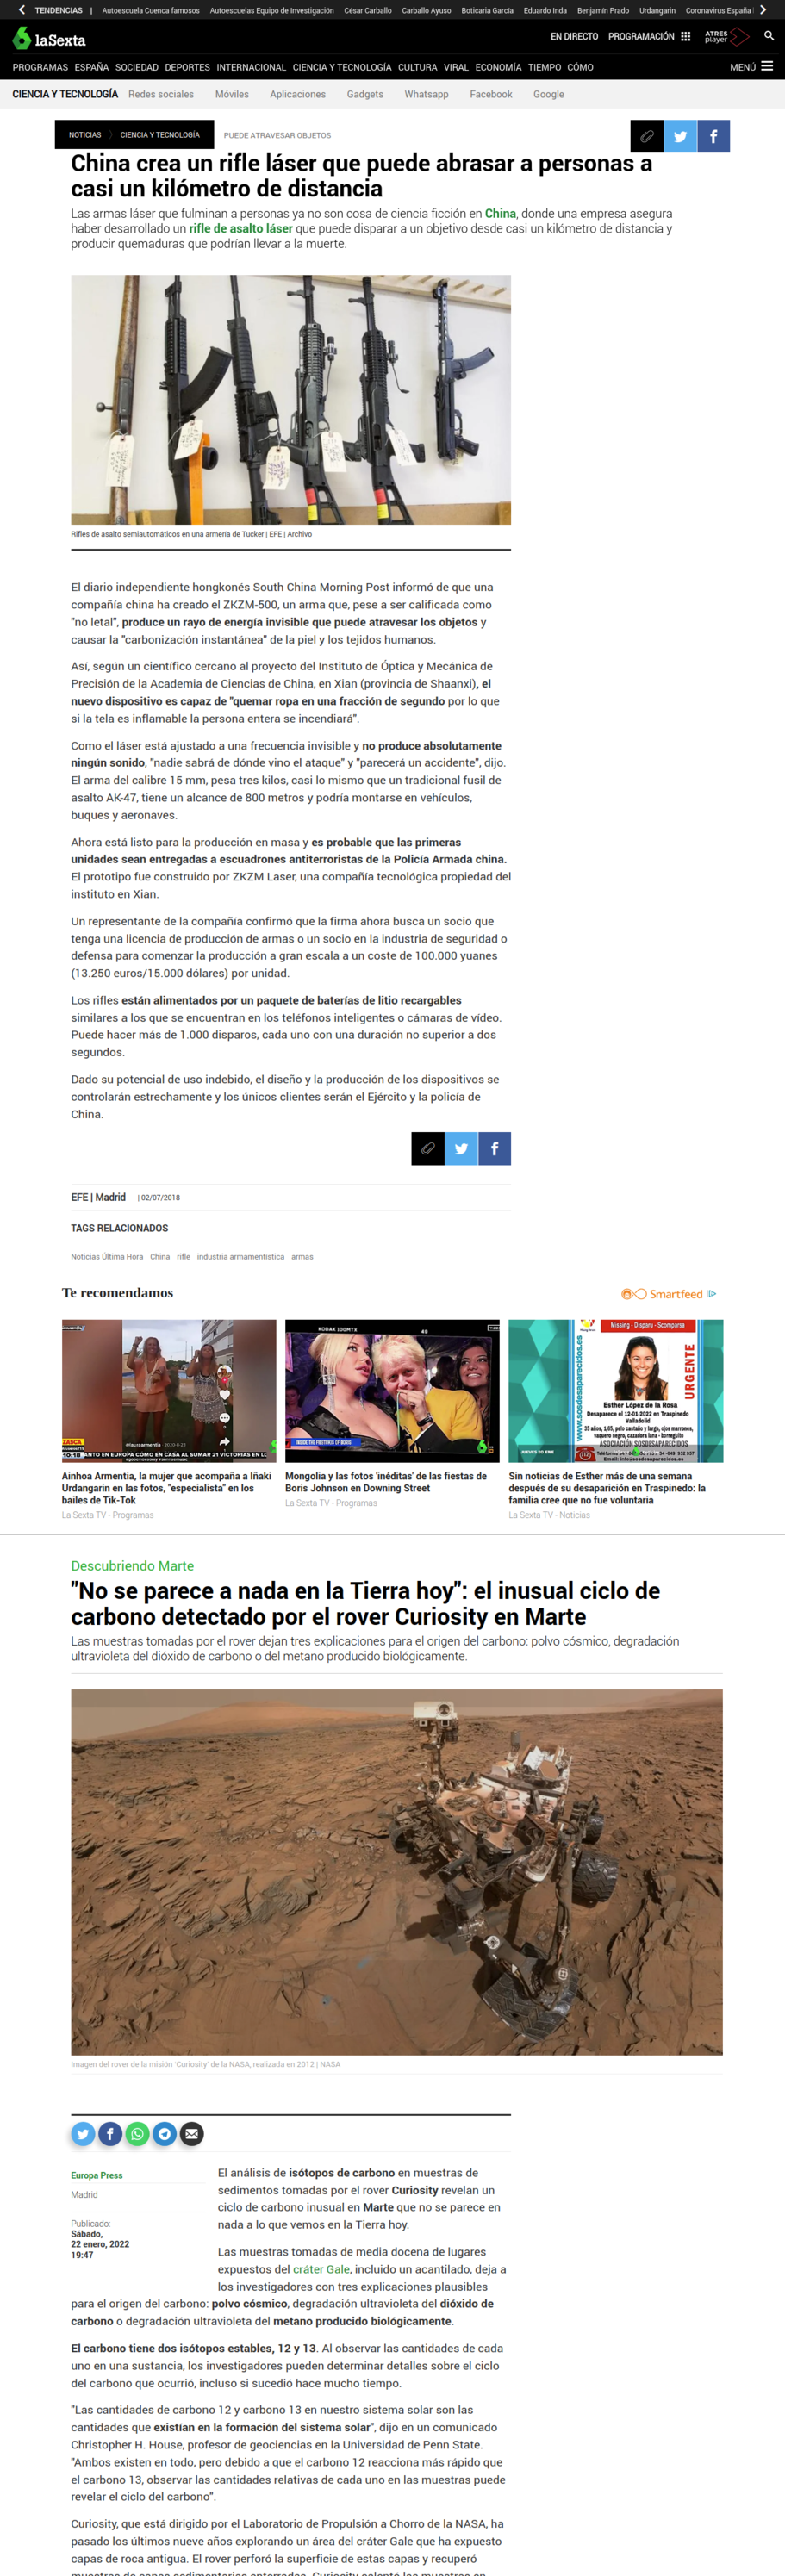 TENDENCIAS | Autoescuela Cuenca famosos Autoescuelas Equipo de Investigación César Carballo Carballo Ayuso Boticaria García Eduardo Inda Benjamín Prado Urdangarin Coronavirus España
laSexta
EN DIRECTO PROGRAMACIÓN ATRES player
PROGRAMAS ESPAÑA SOCIEDAD DEPORTES INTERNACIONAL CIENCIA Y TECNOLOGÍA CULTURA VIRAL ECONOMÍA TIEMPO CÓMO MENÚ
CIENCIA Y TECNOLOGÍA Redes sociales Móviles Aplicaciones Gadgets Whatsapp Facebook Google
NOTICIAS CIENCIA Y TECNOLOGÍA PUEDE ATRAVESAR OBJETOS
China crea un rifle láser que puede abrasar a personas a
casi un kilómetro de distancia
Las armas láser que fulminan a personas ya no son cosa de ciencia ficción en China, donde una empresa asegura
haber desarrollado un rifle de asalto láser que puede disparar a un objetivo desde casi un kilómetro de distancia y
producir quemaduras que podrían llevar a la muerte.
Rifles de asalto semiautomáticos en una armería de Tucker | EFE | Archivo
El diario independiente hongkonés South China Morning Post informó de que una
compañía china ha creado el ZKZM-500, un arma que, pese a ser calificada como
"no letal", produce un rayo de energía invisible que puede atravesar los objetos y
causar la "carbonización instantánea" de la piel y los tejidos humanos.
Así, según un científico cercano al proyecto del Instituto de Óptica y Mecánica de
Precisión de la Academia de Ciencias de China, en Xian (provincia de Shaanxi), el
nuevo dispositivo es capaz de "quemar ropa en una fracción de segundo por lo que
si la tela es inflamable la persona entera se incendiará".
Como el láser está ajustado a una frecuencia invisible y no produce absolutamente
ningún sonido, "nadie sabrá de dónde vino el ataque" y "parecerá un accidente", dijo.
El arma del calibre 15 mm, pesa tres kilos, casi lo mismo que un tradicional fusil de
asalto AK-47, tiene un alcance de 800 metros y podría montarse en vehículos,
buques y aeronaves.
Ahora está listo para la producción en masa y es probable que las primeras
unidades sean entregadas a escuadrones antiterroristas de la Policía Armada china.
El prototipo fue construido por ZKZM Laser, una compañía tecnológica propiedad del
instituto en Xian.
Un representante de la compañía confirmó que la firma ahora busca un socio que
tenga una licencia de producción de armas o un socio en la industria de seguridad o
defensa para comenzar la producción a gran escala a un coste de 100.000 yuanes
(13.250 euros/15.000 dólares) por unidad.
Los rifles están alimentados por un paquete de baterías de litio recargables
similares a los que se encuentran en los teléfonos inteligentes o cámaras de vídeo.
Puede hacer más de 1.000 disparos, cada uno con una duración no superior a dos
segundos.
Dado su potencial de uso indebido, el diseño y la producción de los dispositivos se
controlarán estrechamente y los únicos clientes serán el Ejército y la policía de
China.
EFE | Madrid | 02/07/2018
TAGS RELACIONADOS
Noticias Última Hora China rifle industria armamentística armas
Te recomendamos
Smartfeed
KODAK 100MTX
Missing - Disparu - Scomparsa
www.sosdesaparecidos.es
URGENTE
Esther López de la Rosa
Desaparece el 12-01-2022 en Traspinedo
Valladolid
ASOCIACIÓN SOSDESAPARECIDOS
ZASCA
10:18
ANTO EN EUROPA COMO EN CASA AL SUMAR 21 VICTORIAS EN LO
Ainhoa Armentia, la mujer que acompaña a Iñaki
Urdangarin en las fotos, "especialista" en los
bailes de Tik-Tok
La Sexta TV - Programas
Mongolia y las fotos 'inéditas' de las fiestas de
Boris Johnson en Downing Street
La Sexta TV - Programas
Sin noticias de Esther más de una semana
después de su desaparición en Traspinedo: la
familia cree que no fue voluntaria
La Sexta TV - Noticias
Descubriendo Marte
"No se parece a nada en la Tierra hoy": el inusual ciclo de
carbono detectado por el rover Curiosity en Marte
Las muestras tomadas por el rover dejan tres explicaciones para el origen del carbono: polvo cósmico, degradación
ultravioleta del dióxido de carbono o del metano producido biológicamente.
Imagen del rover de la misión 'Curiosity' de la NASA, realizada en 2012 | NASA
Europa Press
Madrid
Publicado:
Sábado,
22 enero, 2022
19:47
El análisis de isótopos de carbono en muestras de
sedimentos tomadas por el rover Curiosity revelan un
ciclo de carbono inusual en Marte que no se parece en
nada a lo que vemos en la Tierra hoy.
Las muestras tomadas de media docena de lugares
expuestos del cráter Gale, incluido un acantilado, deja a
los investigadores con tres explicaciones plausibles
para el origen del carbono: polvo cósmico, degradación ultravioleta del dióxido de
carbono o degradación ultravioleta del metano producido biológicamente.
El carbono tiene dos isótopos estables, 12 y 13. Al observar las cantidades de cada
uno en una sustancia, los investigadores pueden determinar detalles sobre el ciclo
del carbono que ocurrió, incluso si sucedió hace mucho tiempo.
"Las cantidades de carbono 12 y carbono 13 en nuestro sistema solar son las
cantidades que existían en la formación del sistema solar", dijo en un comunicado
Christopher H. House, profesor de geociencias en la Universidad de Penn State.
"Ambos existen en todo, pero debido a que el carbono 12 reacciona más rápido que
el carbono 13, observar las cantidades relativas de cada uno en las muestras puede
revelar el ciclo del carbono".
Curiosity, que está dirigido por el Laboratorio de Propulsión a Chorro de la NASA, ha
pasado los últimos nueve años explorando un área del cráter Gale que ha expuesto
capas de roca antigua. El rover perforó la superficie de estas capas y recuperó